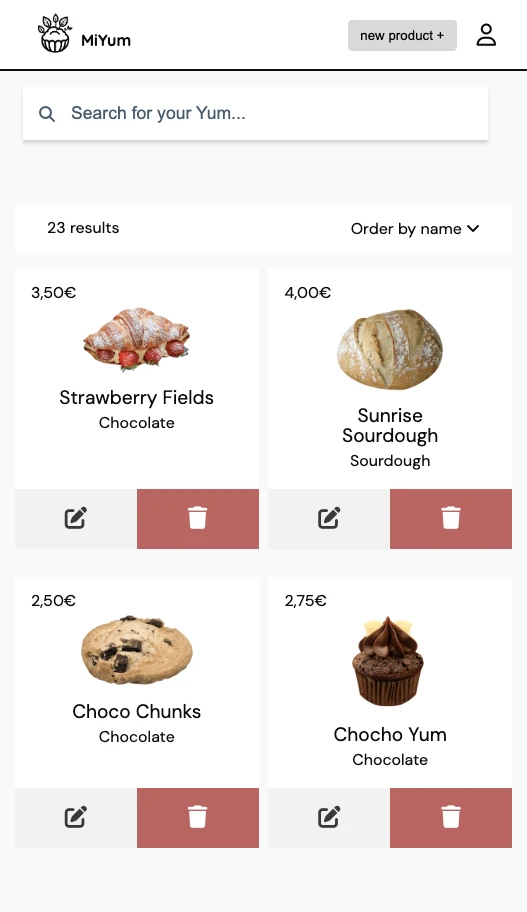 MiYum
new product +
Search for your Yum...
23 results
Order by name
3,50€
4,00€
Strawberry Fields
Chocolate
Sunrise
Sourdough
Sourdough
2,50€
2,75€
Choco Chunks
Chocolate
Chocho Yum
Chocolate